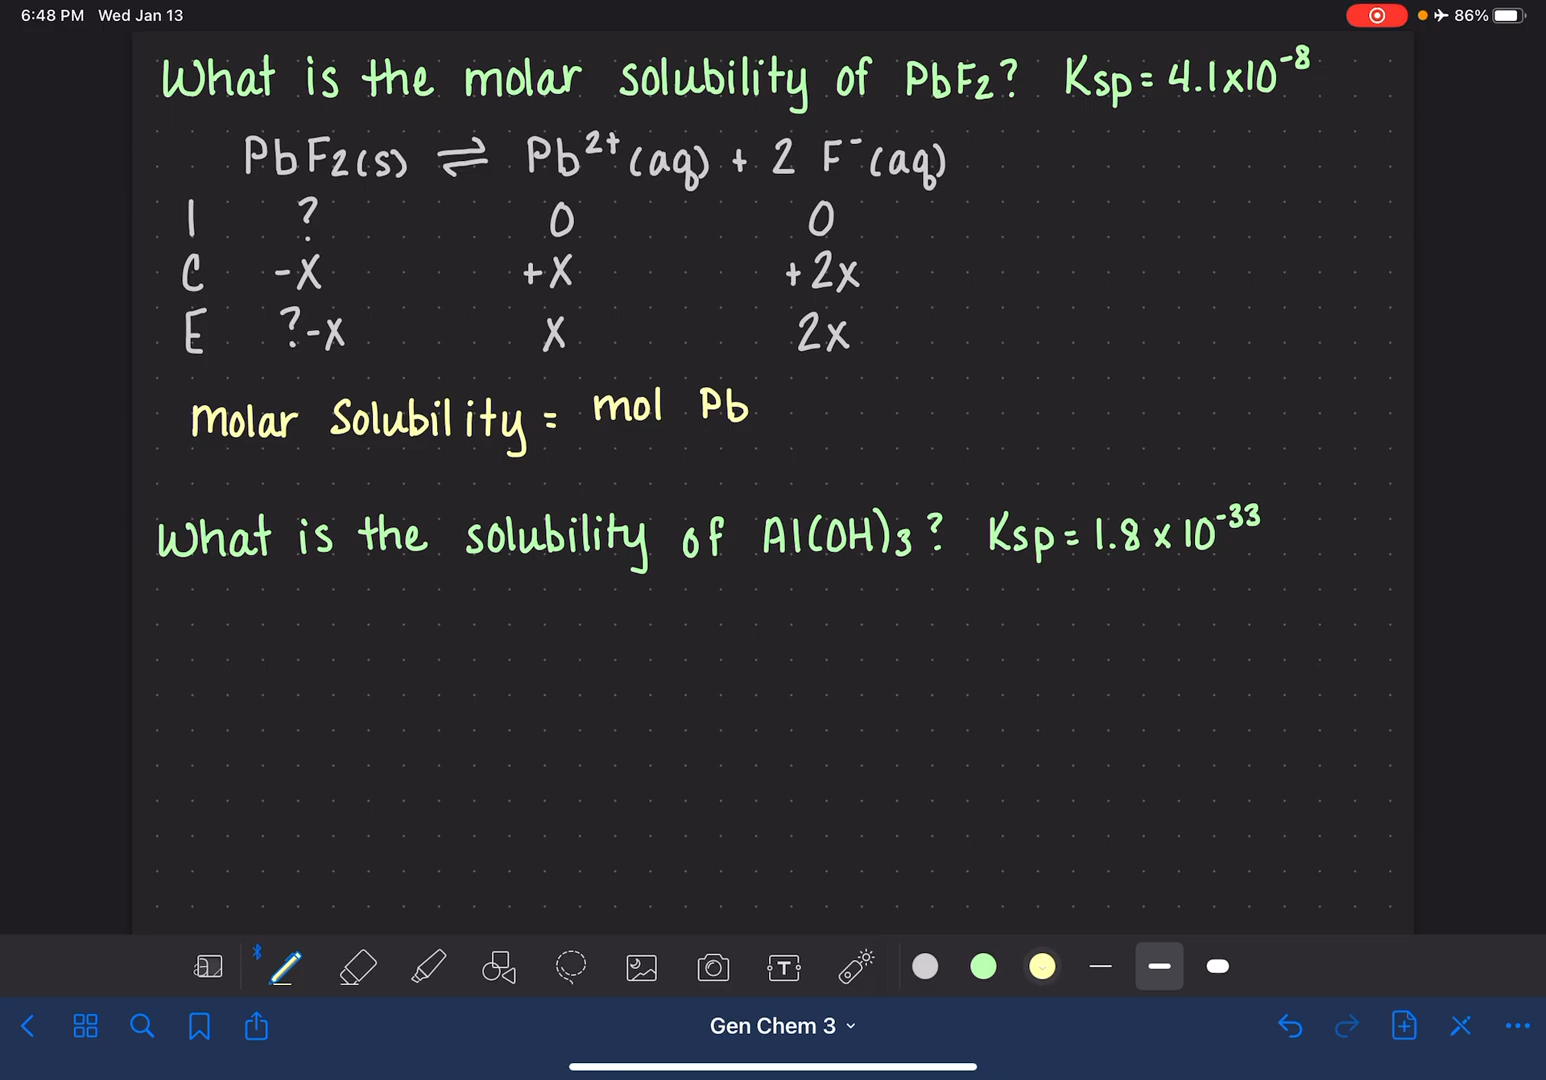 6:48 PM Wed Jan 13
86%
What is the molar solubility of PbF₂? Ksp = 4.1x10⁻⁸
PbF₂(s) ⇌ Pb²⁺(aq) + 2 F⁻(aq)
I ? 0 0
C -X +X +2x
E ?-X X 2x
Molar Solubility = mol Pb
What is the solubility of Al(OH)₃? Ksp = 1.8 x 10⁻³³
T
Gen Chem 3